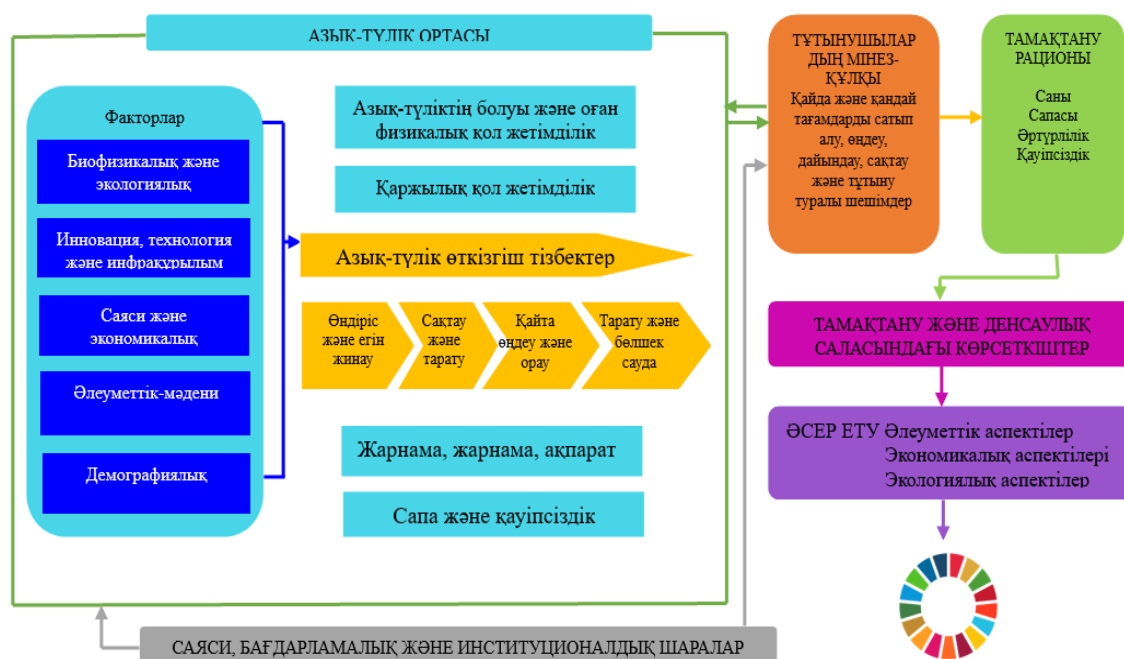 АЗЫҚ-ТҮЛІК ОРТАСЫ
Факторлар
Биофизикалық және
экологиялық
Инновация, технология
және инфрақұрылым
Саяси және
экономикалық
Әлеуметтік-мәдени
Демографиялық
Азық-түліктің болуы және оған
физикалық қол жетімділік
Қаржылық қол жетімділік
Азық-түлік өткізгіш тізбектер
Өндіріс
және егін
жинау
Сақтау
және
тарату
Қайта
өңдеу және
орау
Тарату және
бөлшек
сауда
Жарнама, жарнама, ақпарат
Сапа және қауіпсіздік
ТҰТЫНУШЫЛАР
ДЫҢ МІНЕЗ-
ҚҰЛҚЫ
Қайда және қандай
тағамдарды сатып
алу, өңдеу,
дайындау, сақтау
және тұтыну
туралы шешімдер
ТАМАҚТАНУ
РАЦИОНЫ
Саны
Сапасы
Әртүрлілік
Қауіпсіздік
ТАМАҚТАНУ ЖӘНЕ ДЕНСАУЛЫҚ
САЛАСЫНДАҒЫ КӨРСЕТКІШТЕР
ӘСЕР ЕТУ Әлеуметтік аспектілер
Экономикалық аспектілері
Экологиялық аспектілер
САЯСИ, БАҒДАРЛАМАЛЫҚ ЖӘНЕ ИНСТИТУЦИОНАЛДЫҚ ШАРАЛАР